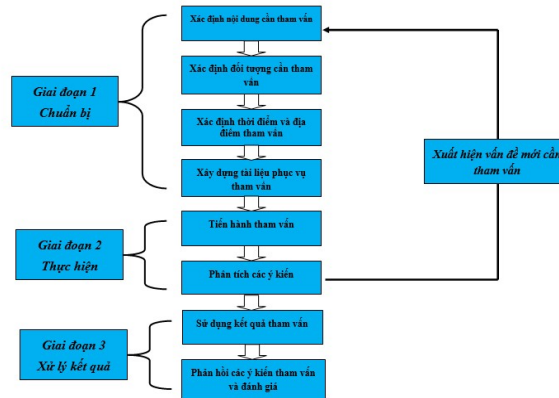 Xác định nội dung cần tham vấn
Xác định đối tượng cần tham
vấn
Giai đoạn 1
Chuẩn bị
Xác định thời điểm và địa
điểm tham vấn
Xuất hiện vấn đề mới cần
tham vấn
Xây dựng tài liệu phục vụ
tham vấn
Tiến hành tham vấn
Giai đoạn 2
Thực hiện
Phân tích các ý kiến
Sử dụng kết quả tham vấn
Giai đoạn 3
Xử lý kết quả
Phản hồi các ý kiến tham vấn
và đánh giá